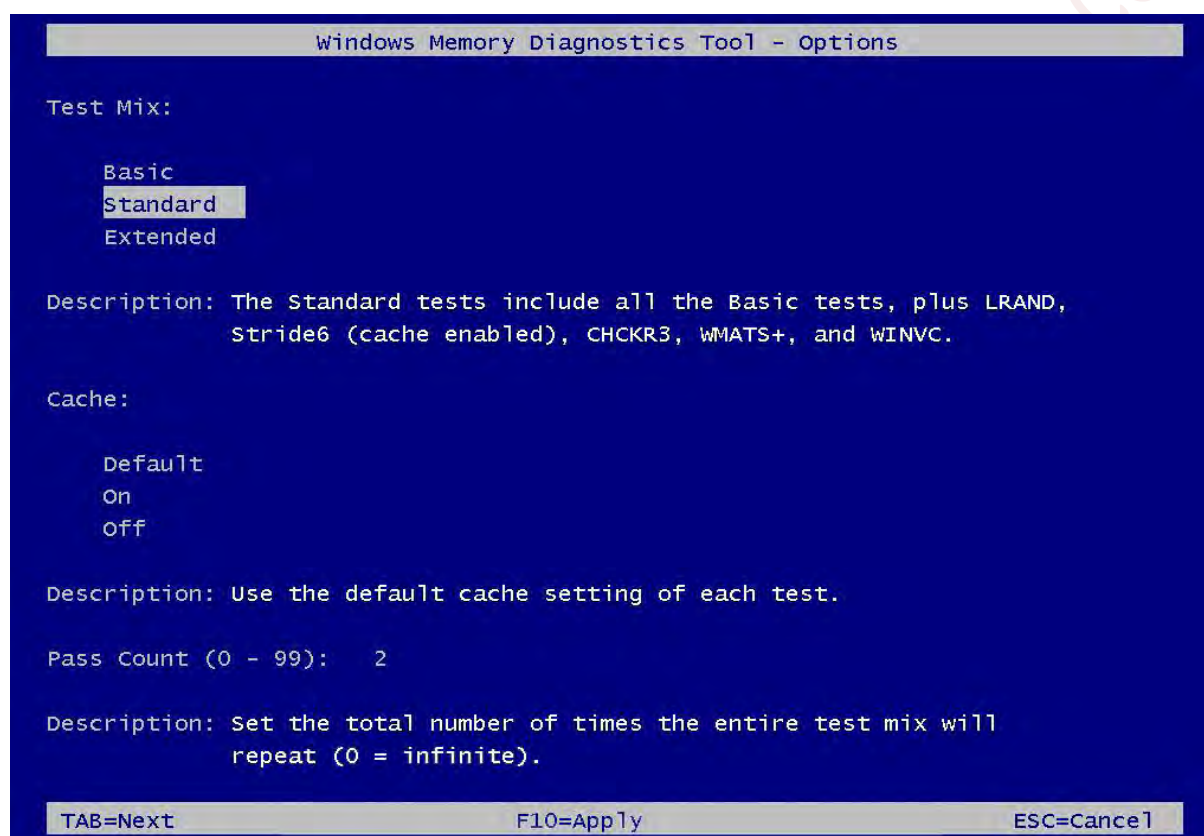 Windows Memory Diagnostics Tool - Options
Test Mix:
Basic
Standard
Extended
Description: The Standard tests include all the Basic tests, plus LRAND,
Stride6 (cache enabled), CHCKR3, WMATS+, and WINVC.
Cache:
Default
On
Off
Description: Use the default cache setting of each test.
Pass Count (0 - 99): 2
Description: Set the total number of times the entire test mix will
repeat (0 = infinite).
TAB=Next F10=Apply ESC=Cancel